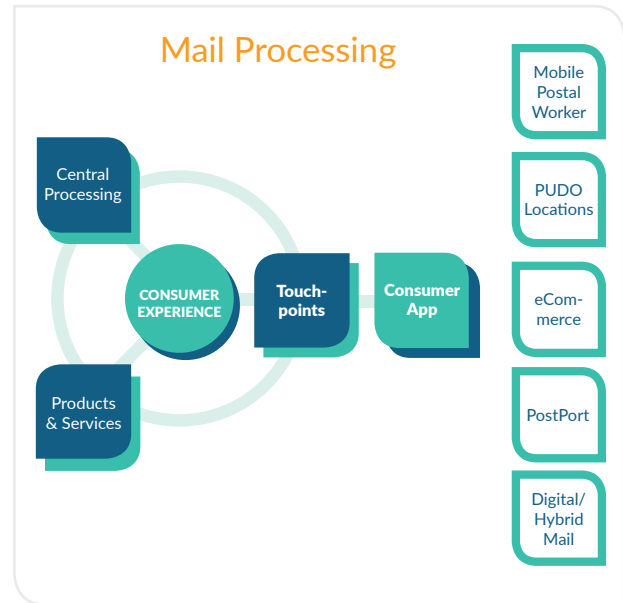 Mail Processing
Central
Processing
CONSUMER
EXPERIENCE
Touch-
points
Consumer
App
Products
& Services
Mobile
Postal
Worker
PUDO
Locations
eCom-
merce
PostPort
Digital/
Hybrid
Mail